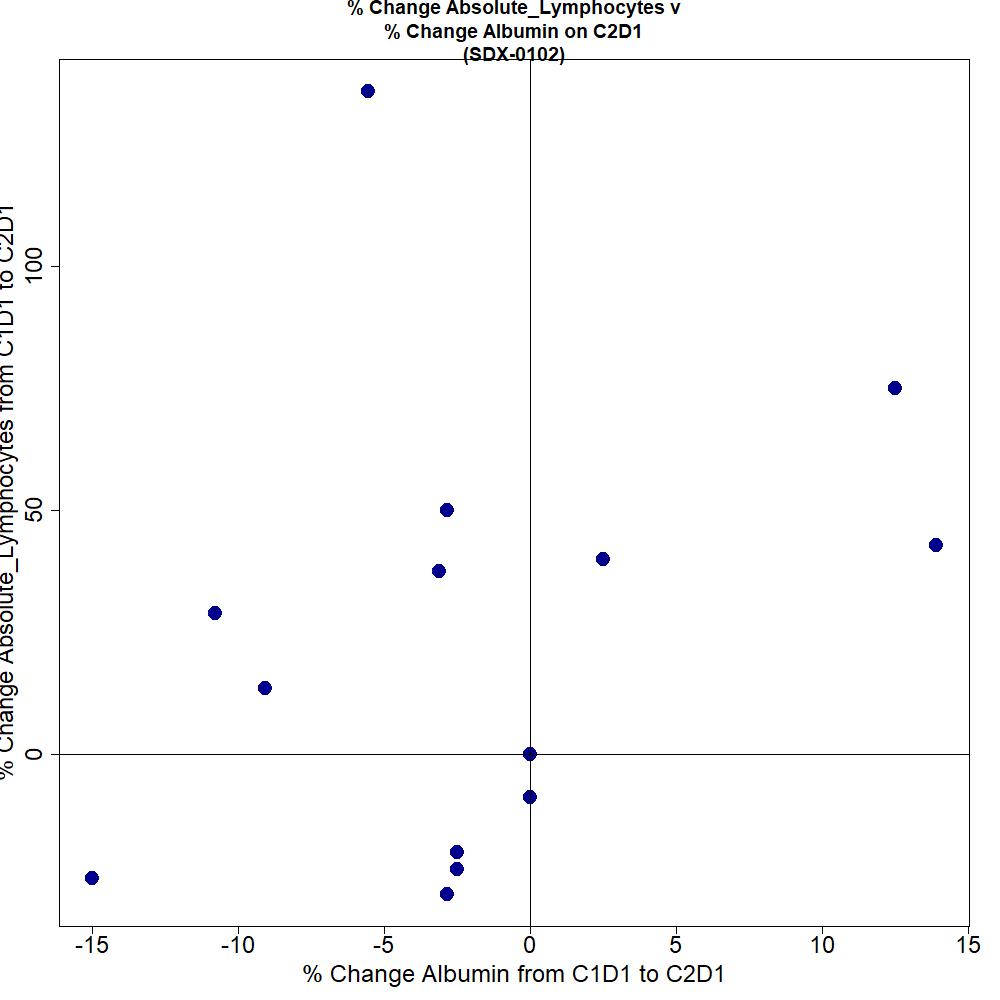 % Change Absolute_Lymphocytes v
% Change Albumin on C2D1
(SDX-0102)
% Change Absolute_Lymphocytes from C1D1 to C2D1
100
50
0
-15 -10 -5 0 5 10 15
% Change Albumin from C1D1 to C2D1